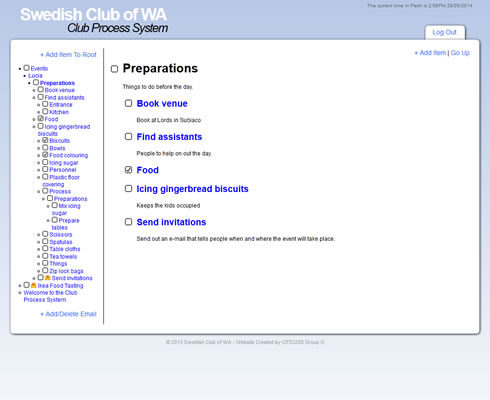 Swedish Club of WA
Club Process System
The current time in Perth is 2:59PM 29/05/2014
Log Out
+ Add Item To Root
Events
Lucia
Preparations
Book venue
Find assistants
Entrance
Kitchen
Food
Icing gingerbread
biscuits
Biscuits
Bowls
Food colouring
Icing sugar
Personnel
Plastic floor
covering
Process
Preparations
Mix icing
sugar
Prepare
tables
Scissors
Spatulas
Table cloths
Tea towels
Things
Zip lock bags
Send invitations
Ikea Food Tasting
Welcome to the Club
Process System
+ Add/Delete Email
+ Add Item | Go Up
Preparations
Things to do before the day.
Book venue
Book at Lords in Subiaco
Find assistants
People to help on out the day.
Food
Icing gingerbread biscuits
Keeps the kids occupied
Send invitations
Send out an e-mail that tells people when and where the event will take place.
© 2013 Swedish Club of WA - Website Created by CITS3200 Group G